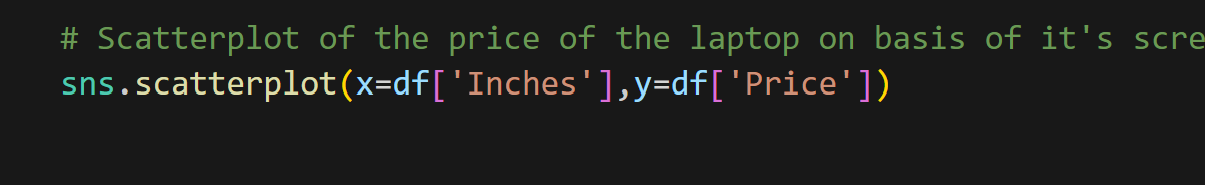 # Scatterplot of the price of the laptop on basis of it's scre
sns.scatterplot(x=df['Inches'],y=df['Price'])